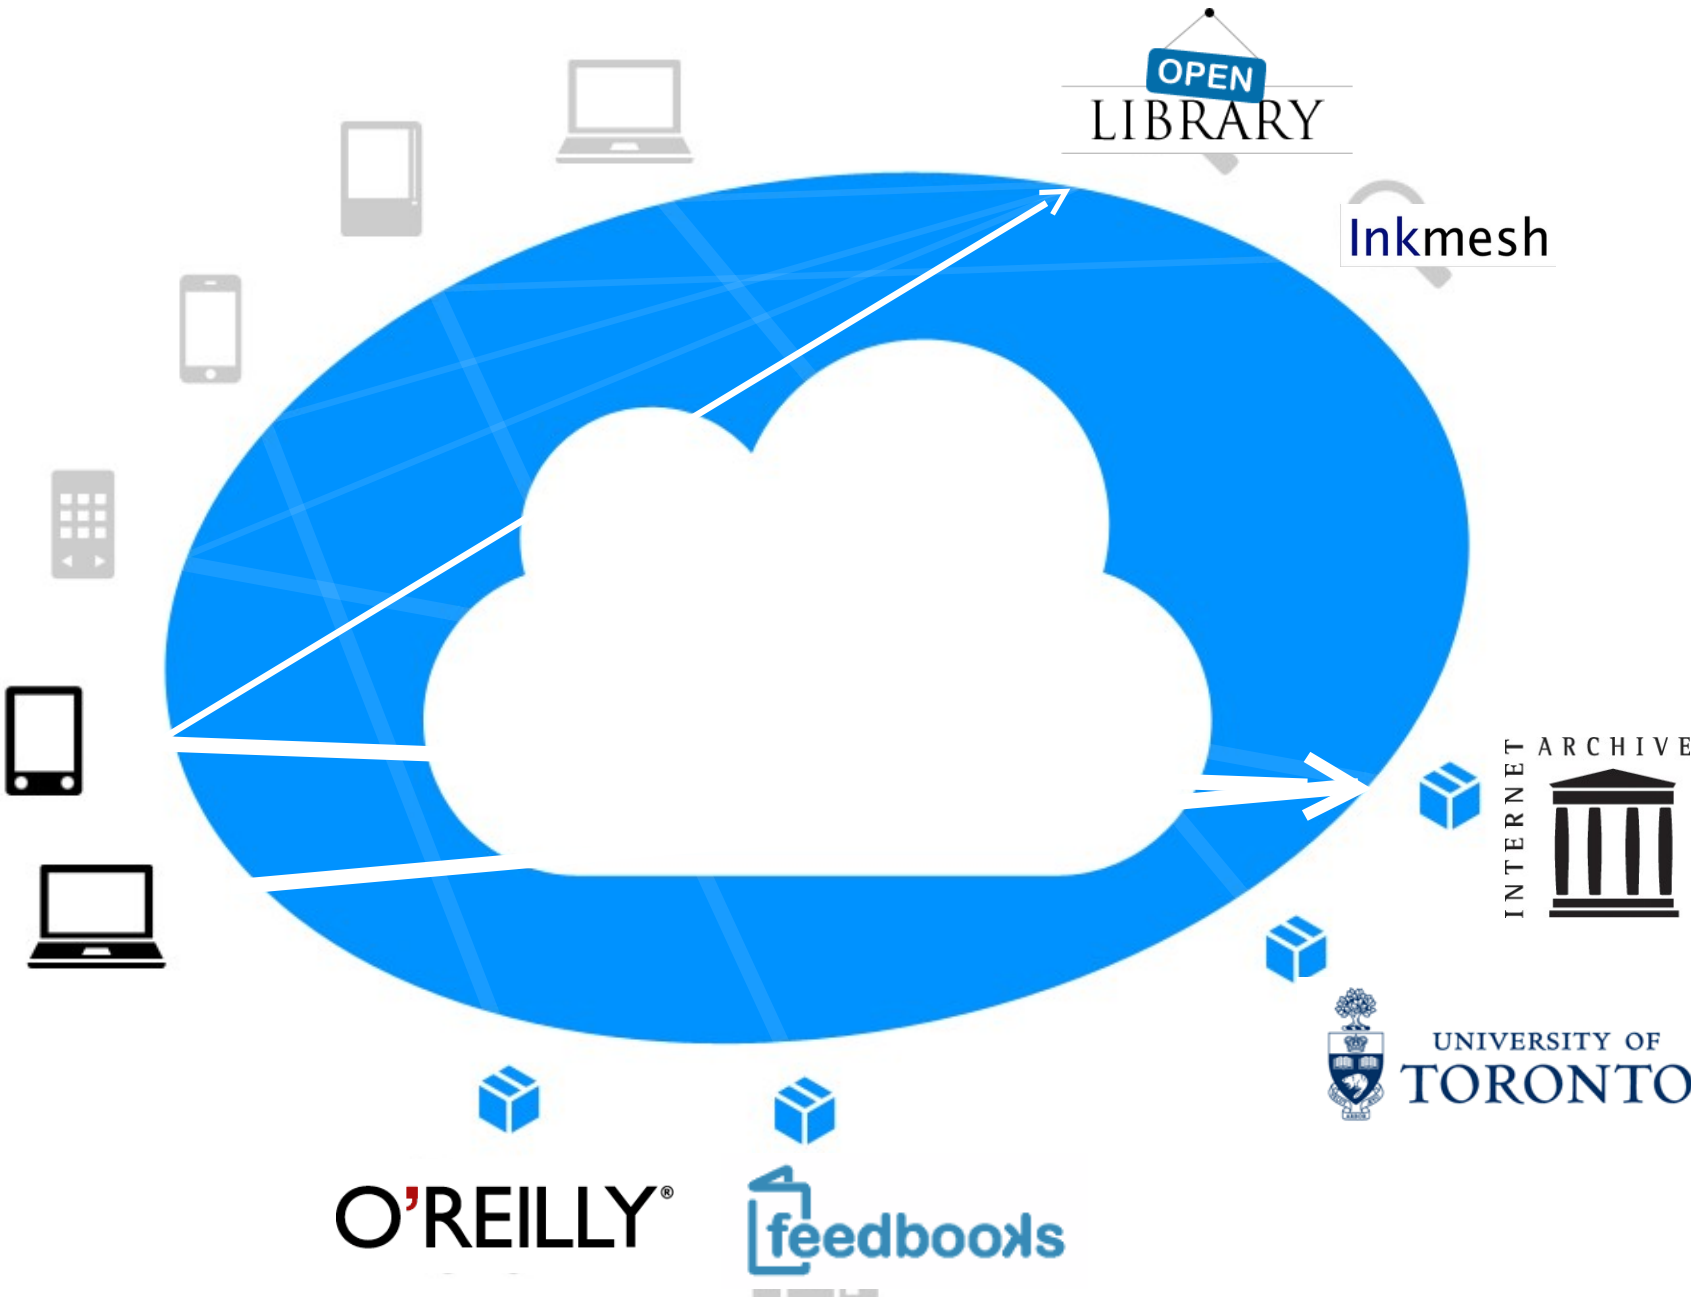 OPEN
LIBRARY
Inkmesh
INTERNET
ARCHIVE
UNIVERSITY OF
TORONTO
O'REILLY®
feedbooks